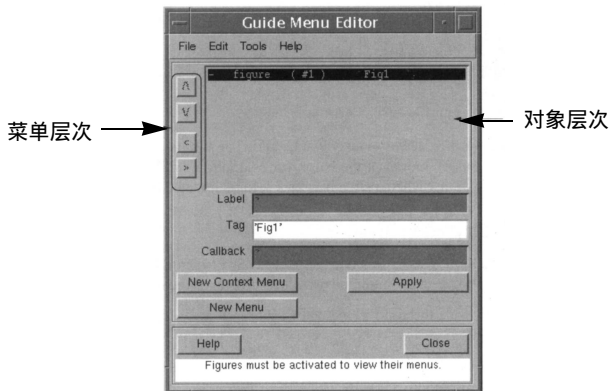 Guide Menu Editor
File Edit Tools Help
- figure ( #1 ) 'Fig1'
/\
\/
<
>
菜单层次
对象层次
Label
Tag 'Fig1'
Callback
New Context Menu Apply
New Menu
Help Close
Figures must be activated to view their menus.